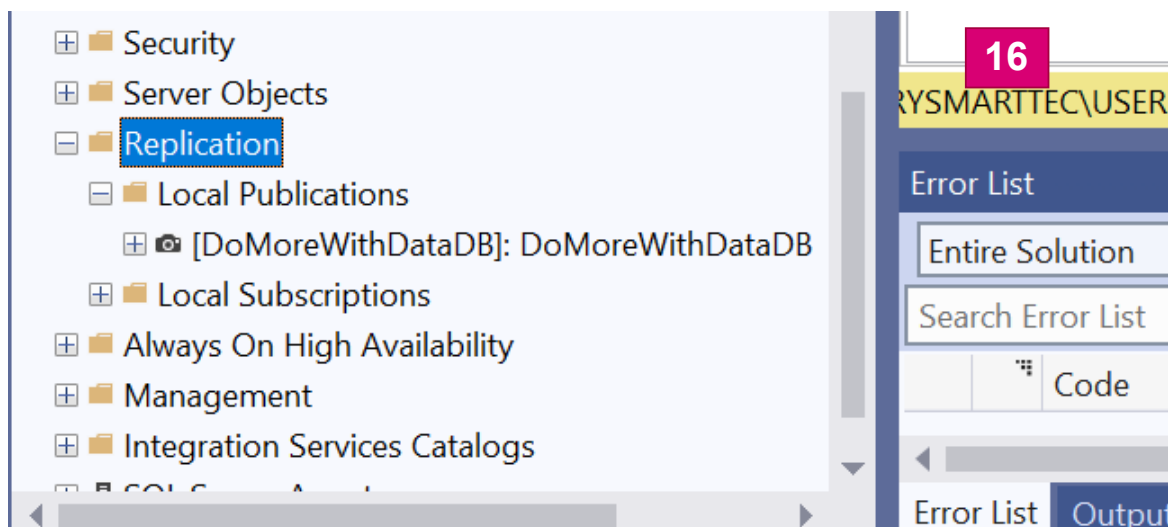 Security
Server Objects
Replication
Local Publications
[DoMoreWithDataDB]: DoMoreWithDataDB
Local Subscriptions
Always On High Availability
Management
Integration Services Catalogs
16
RYSMARTTEC\USER
Error List
Entire Solution
Search Error List
Code
Error List
Output